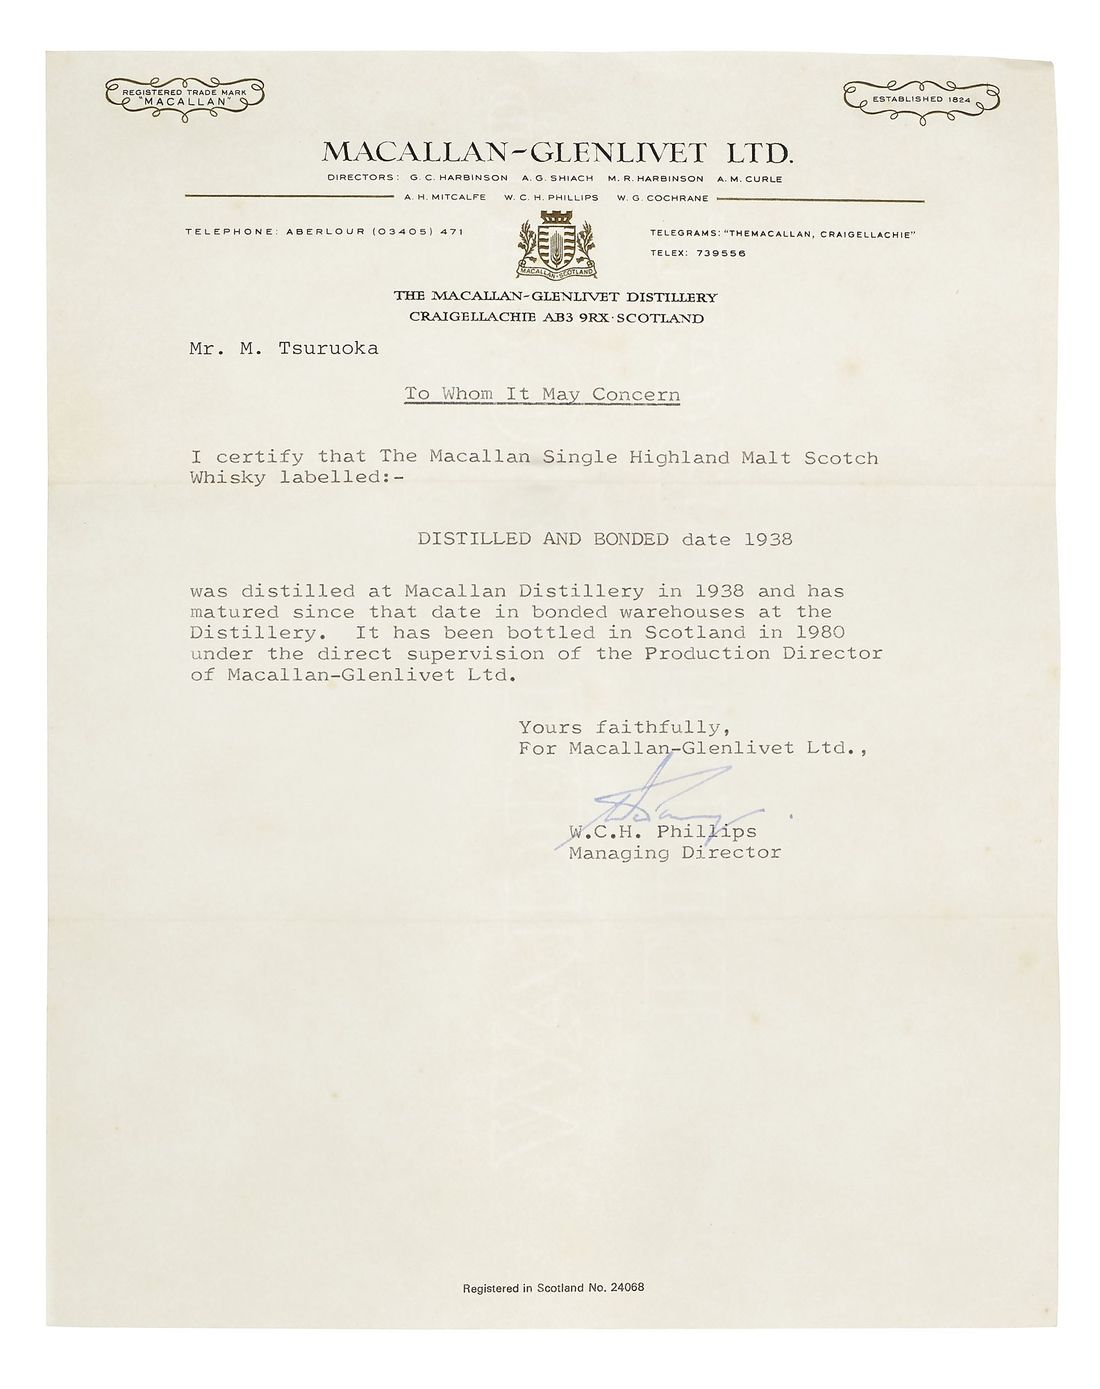 REGISTERED TRADE MARK
"MACALLAN"
ESTABLISHED 1824
MACALLAN-GLENLIVET LTD.
DIRECTORS: G. C. HARBINSON A. G. SHIACH M. R. HARBINSON A. M. CURLE
A. H. MITCALFE W. C. H. PHILLIPS W. G. COCHRANE
TELEPHONE: ABERLOUR (03405) 471
TELEGRAMS: "THEMACALLAN, CRAIGELLACHIE"
TELEX: 739556
MACALLAN-SCOTLAND
THE MACALLAN-GLENLIVET DISTILLERY
CRAIGELLACHIE AB3 9RX·SCOTLAND
Mr. M. Tsuruoka
To Whom It May Concern
I certify that The Macallan Single Highland Malt Scotch
Whisky labelled:-
DISTILLED AND BONDED date 1938
was distilled at Macallan Distillery in 1938 and has
matured since that date in bonded warehouses at the
Distillery. It has been bottled in Scotland in 1980
under the direct supervision of the Production Director
of Macallan-Glenlivet Ltd.
Yours faithfully,
For Macallan-Glenlivet Ltd.,
W.C.H. Phillips
Managing Director
Registered in Scotland No. 24068